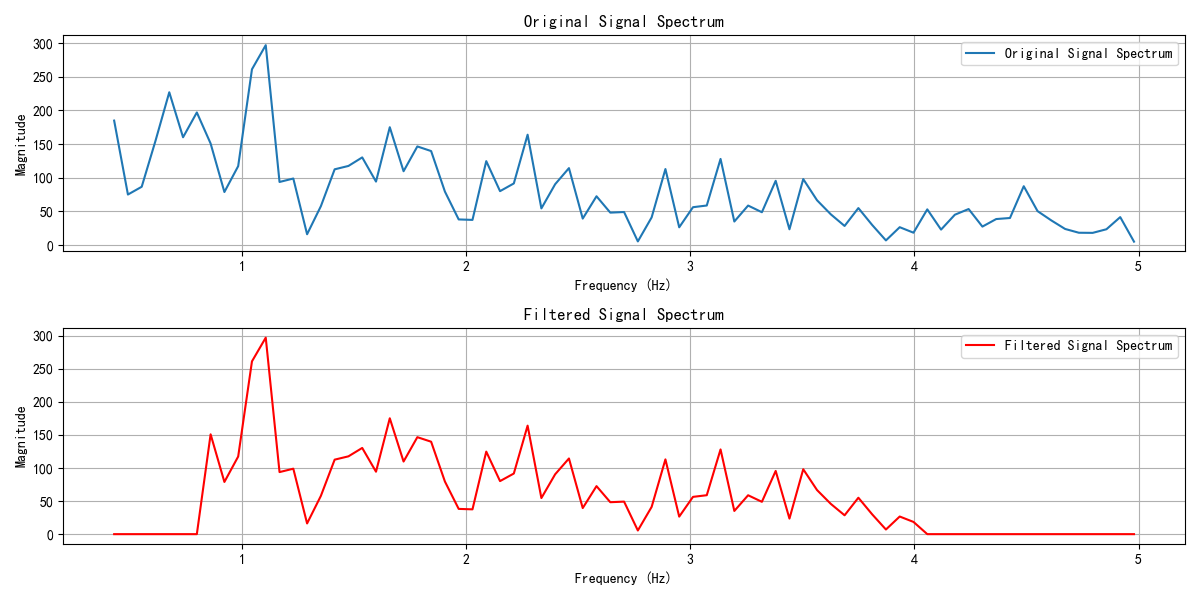 Original Signal Spectrum
Original Signal Spectrum
300
250
200
150
100
50
0
Magnitude
1 2 3 4 5
Frequency (Hz)
Filtered Signal Spectrum
Filtered Signal Spectrum
300
250
200
150
100
50
0
Magnitude
1 2 3 4 5
Frequency (Hz)